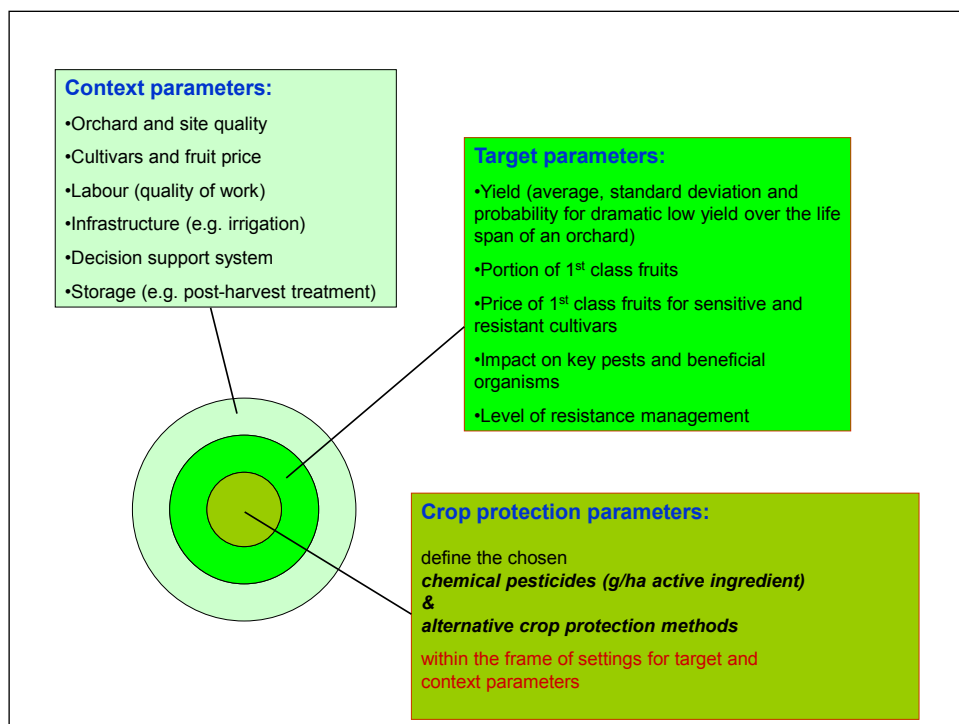 Context parameters:
•Orchard and site quality
•Cultivars and fruit price
•Labour (quality of work)
•Infrastructure (e.g. irrigation)
•Decision support system
•Storage (e.g. post-harvest treatment)
Target parameters:
•Yield (average, standard deviation and
probability for dramatic low yield over the life
span of an orchard)
•Portion of 1st class fruits
•Price of 1st class fruits for sensitive and
resistant cultivars
•Impact on key pests and beneficial
organisms
•Level of resistance management
Crop protection parameters:
define the chosen
chemical pesticides (g/ha active ingredient)
&
alternative crop protection methods
within the frame of settings for target and
context parameters